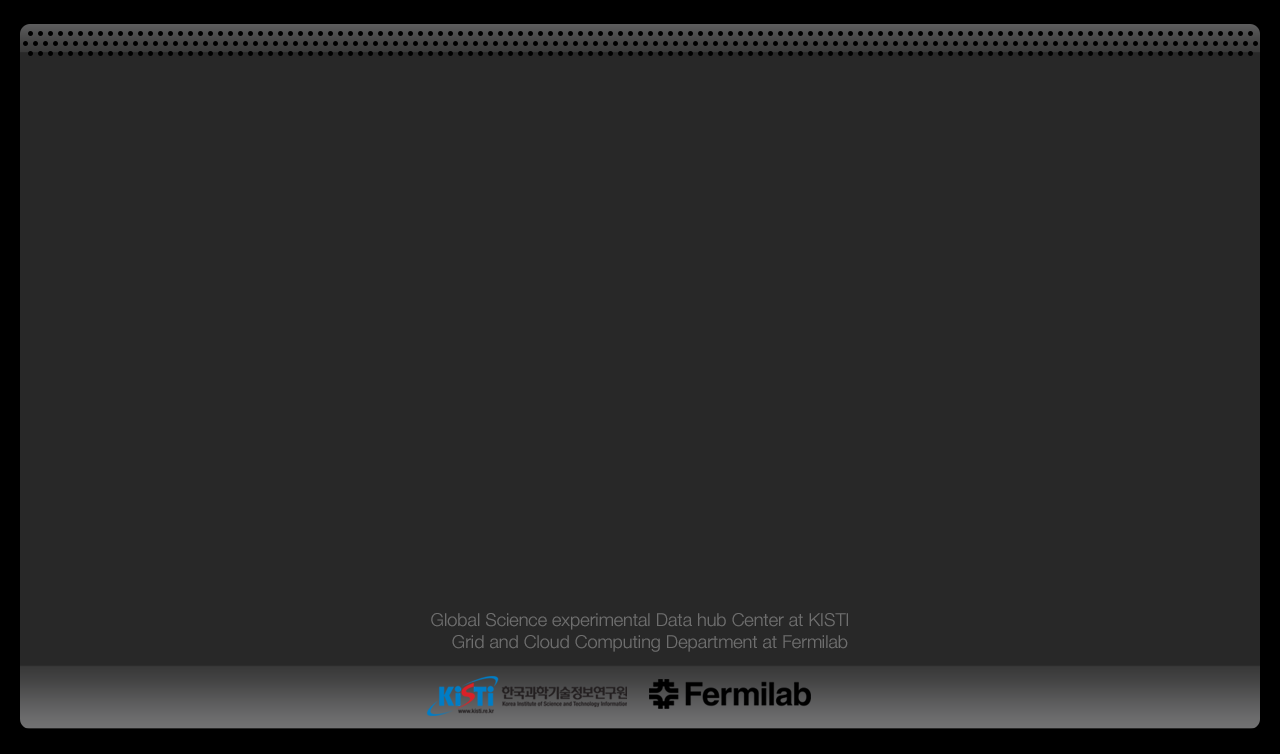 Global Science experimental Data hub Center at KISTI
Grid and Cloud Computing Department at Fermilab
KiSTi 한국과학기술정보연구원 Fermilab
Korea Institute of Science and Technology Information
www.kisti.re.kr